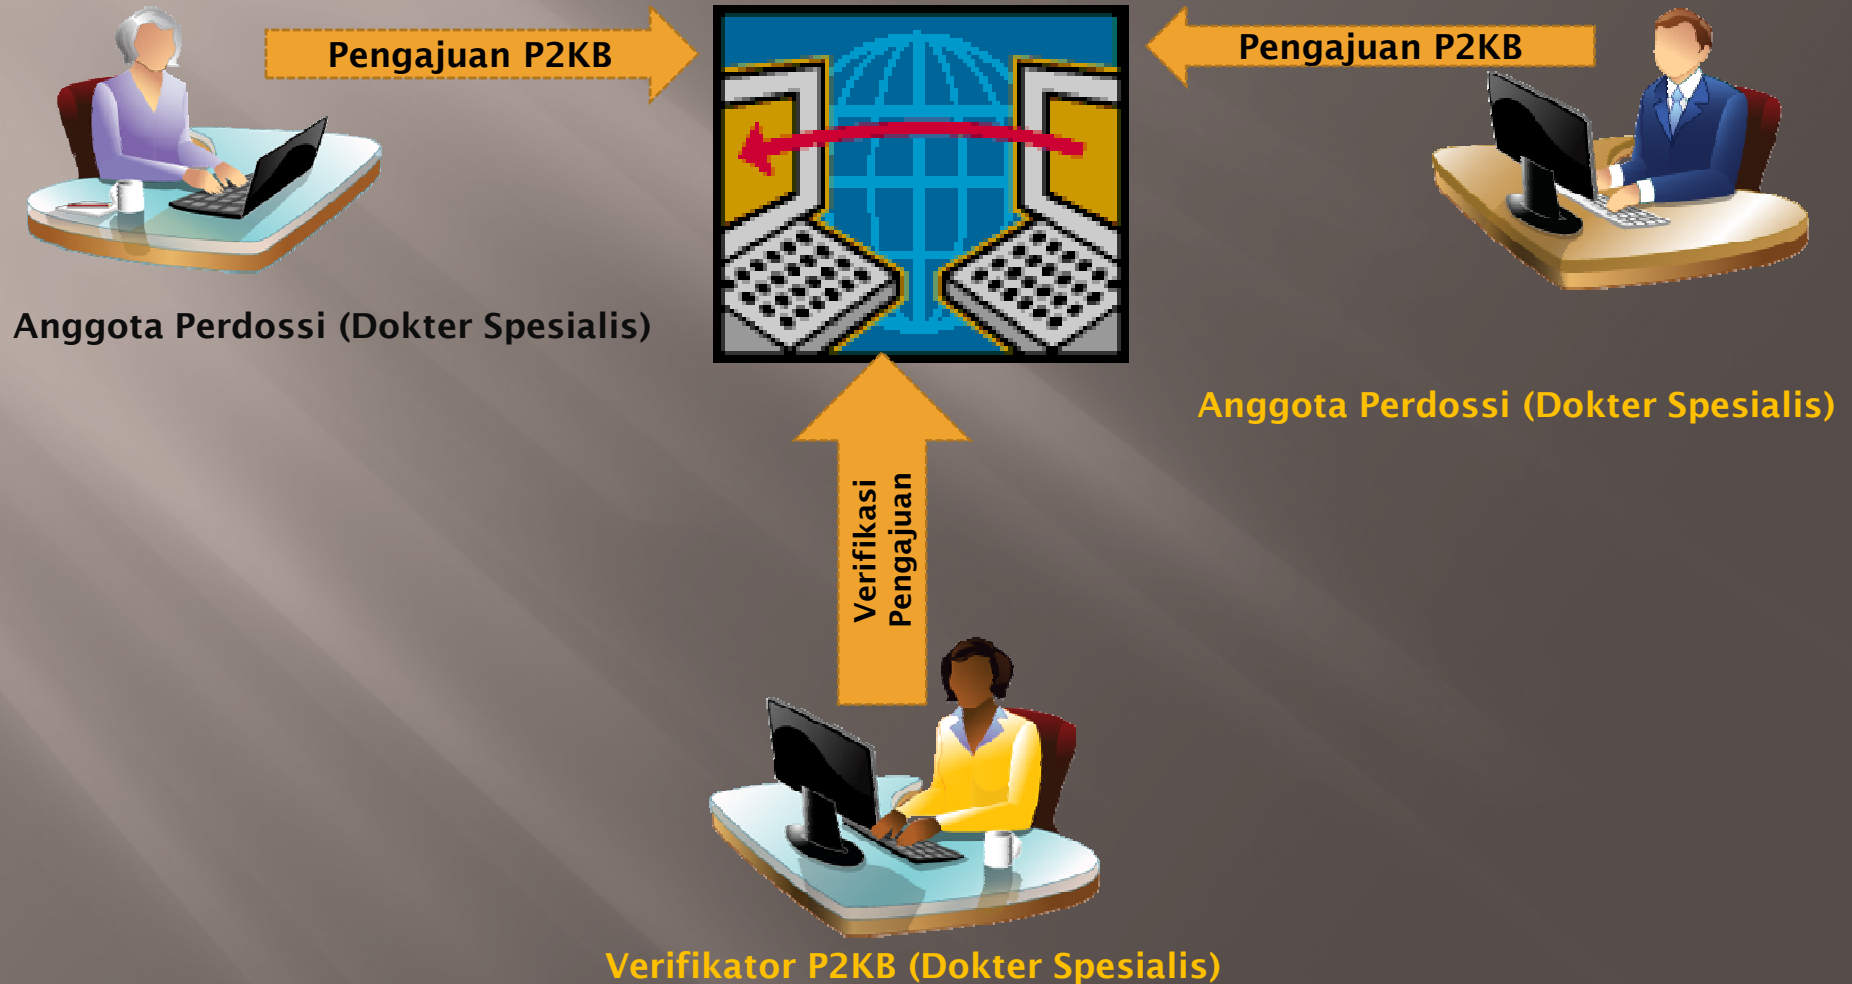 Pengajuan P2KB
Pengajuan P2KB
Anggota Perdossi (Dokter Spesialis)
Anggota Perdossi (Dokter Spesialis)
Verifikasi
Pengajuan
Verifikator P2KB (Dokter Spesialis)